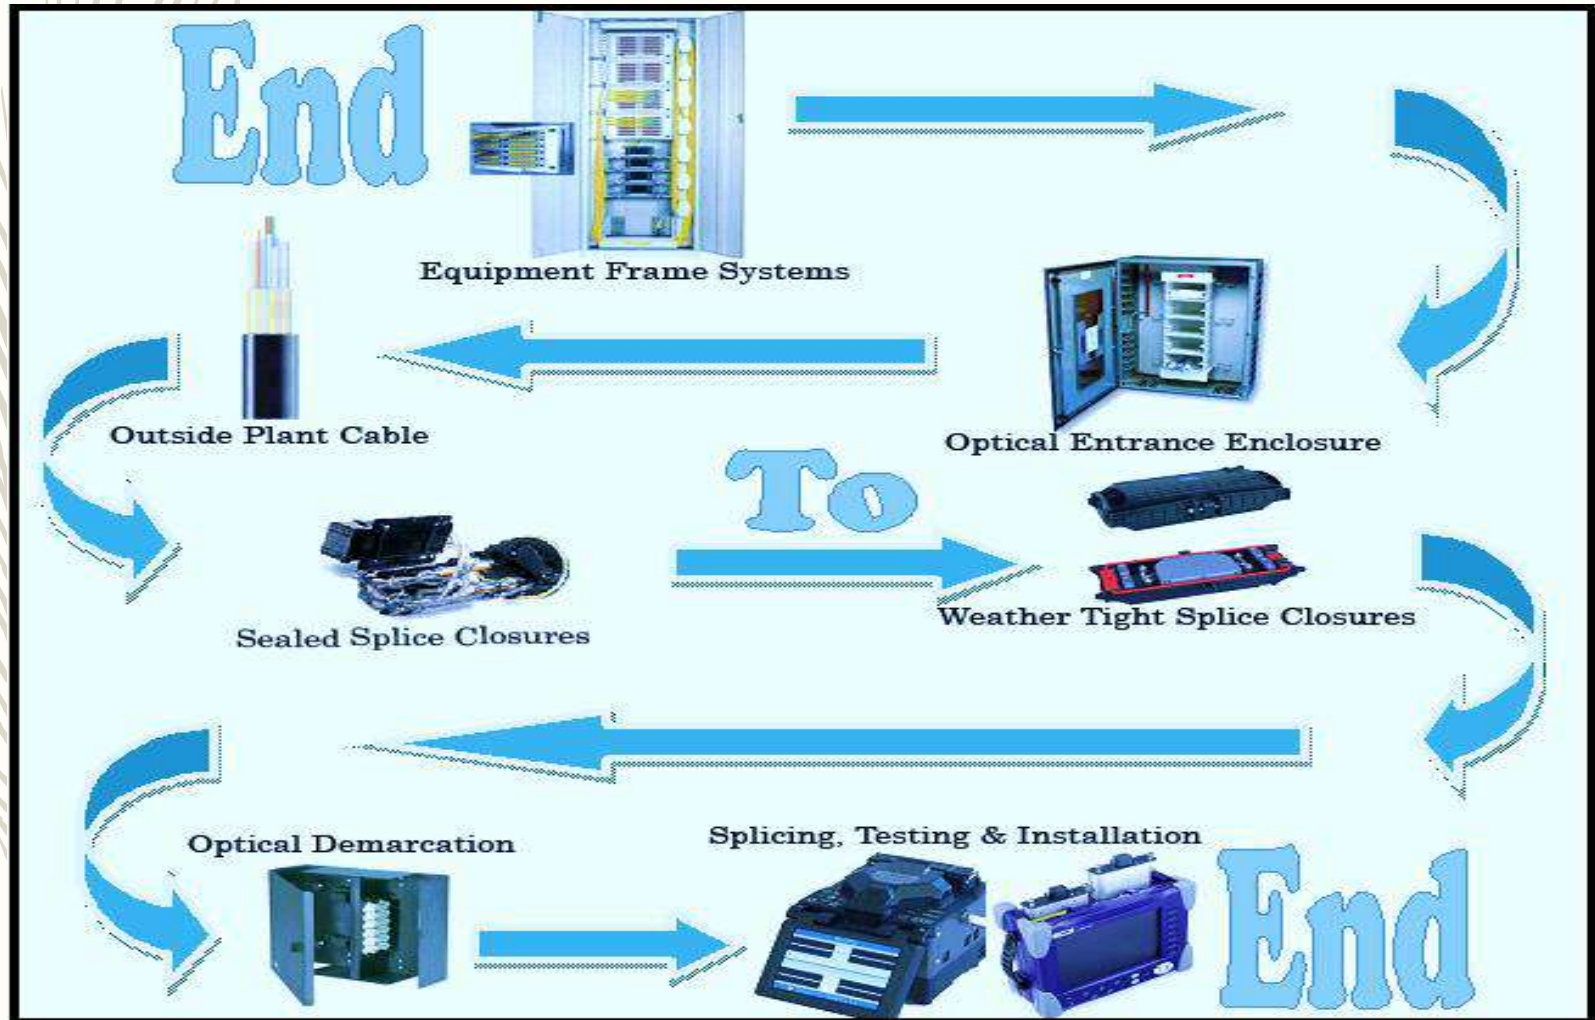 End
Equipment Frame Systems
Optical Entrance Enclosure
Outside Plant Cable
To
Sealed Splice Closures
Weather Tight Splice Closures
Optical Demarcation
Splicing, Testing & Installation
End